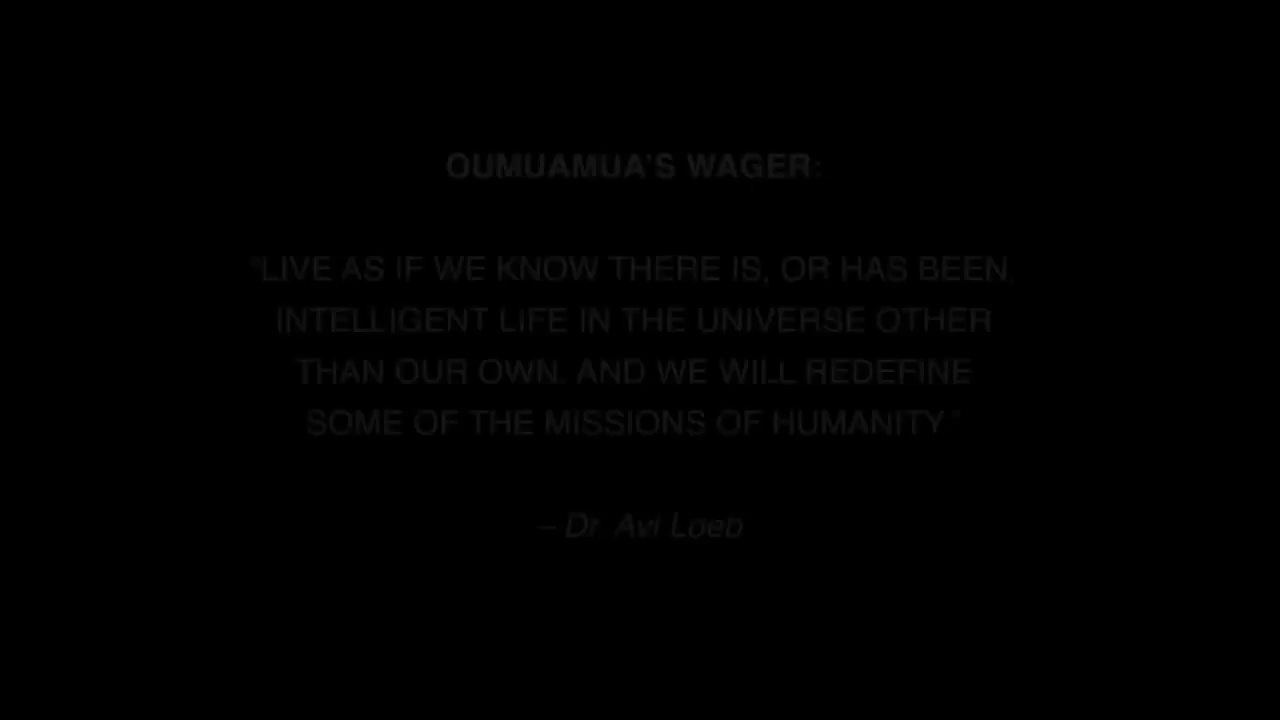 OUMUAMUA'S WAGER:
"LIVE AS IF WE KNOW THERE IS, OR HAS BEEN,
INTELLIGENT LIFE IN THE UNIVERSE OTHER
THAN OUR OWN. AND WE WILL REDEFINE
SOME OF THE MISSIONS OF HUMANITY."
– Dr. Avi Loeb